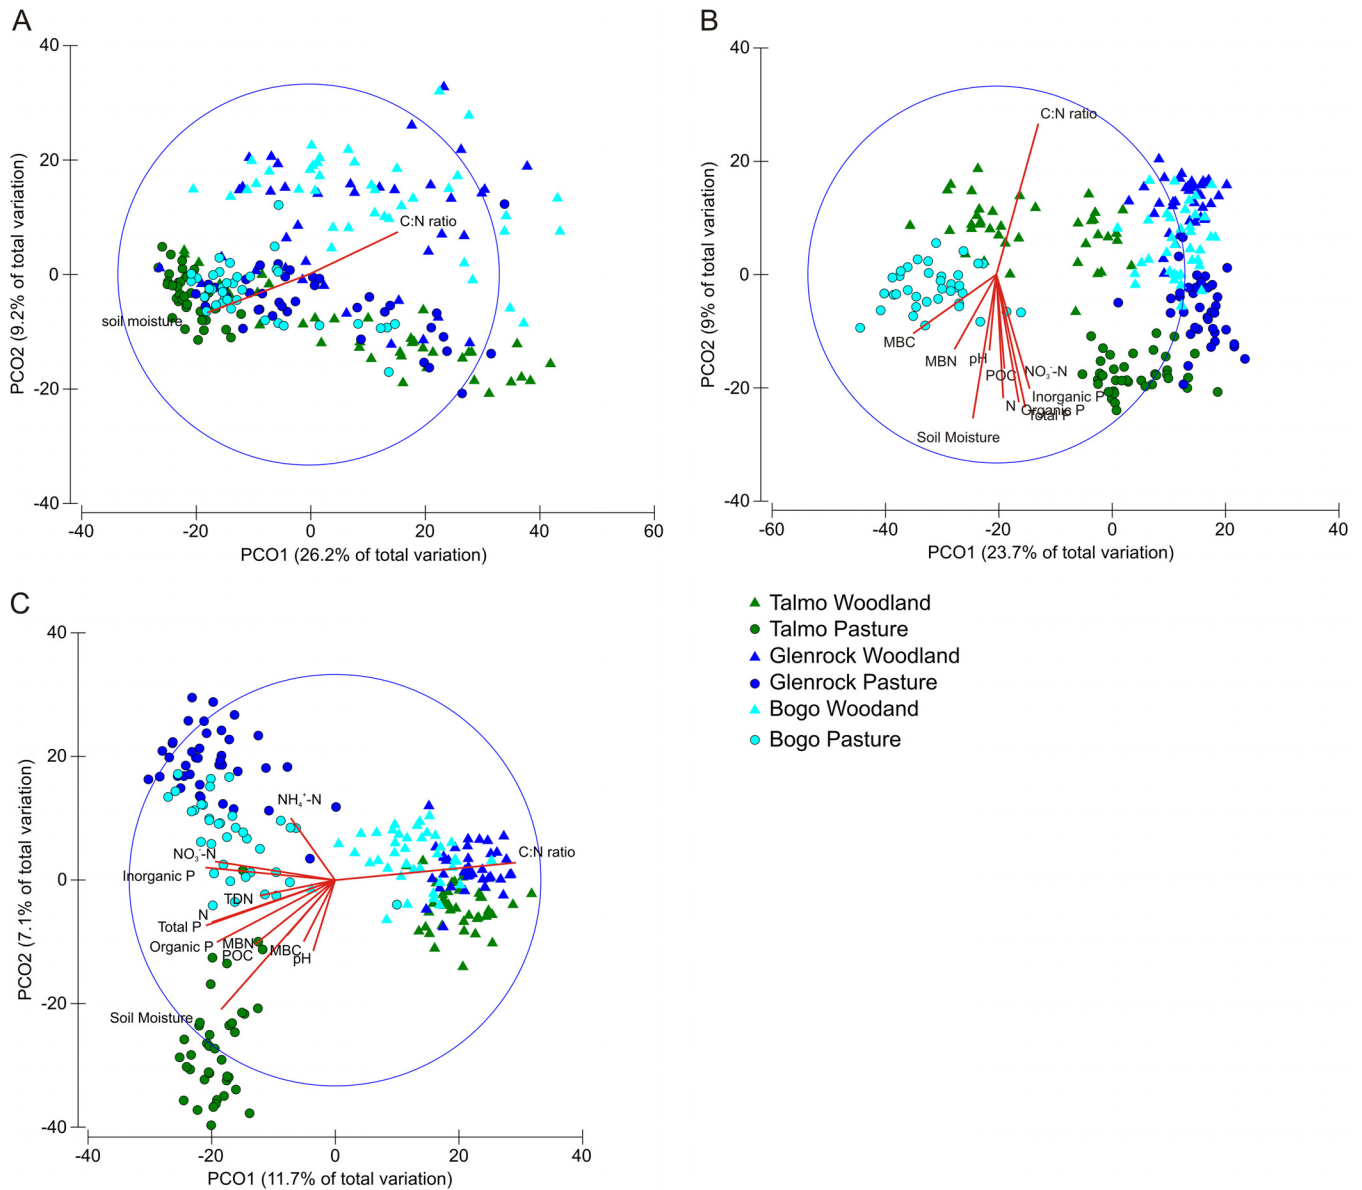 A
40
20
0
-20
-40
-40
-20
0
20
40
60
PCO2 (9.2% of total variation)
PCO1 (26.2% of total variation)
C:N ratio
soil moisture
B
40
20
0
-20
-40
-60
-40
-20
0
20
40
PCO2 (9% of total variation)
PCO1 (23.7% of total variation)
C:N ratio
MBC
MBN
pH
POC
NO₃⁻-N
Inorganic P
N
Organic P
Total P
Soil Moisture
C
40
20
0
-20
-40
-40
-20
0
20
40
PCO2 (7.1% of total variation)
PCO1 (11.7% of total variation)
NH₄⁺-N
C:N ratio
NO₃⁻-N
Inorganic P
TDN
N
Total P
Organic P
MBN
POC
MBC
pH
Soil Moisture
Talmo Woodland
Talmo Pasture
Glenrock Woodland
Glenrock Pasture
Bogo Woodand
Bogo Pasture